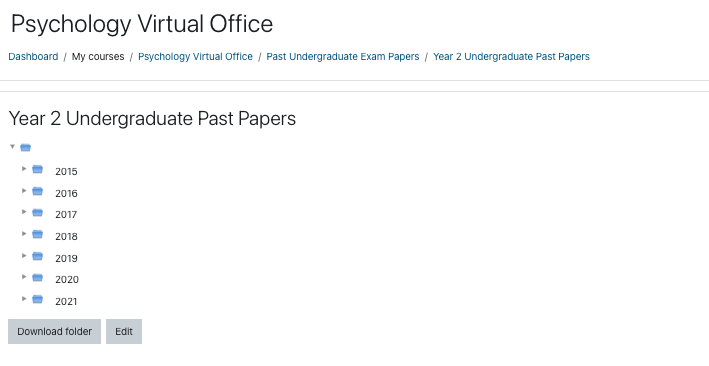 Psychology Virtual Office
Dashboard / My courses / Psychology Virtual Office / Past Undergraduate Exam Papers / Year 2 Undergraduate Past Papers
Year 2 Undergraduate Past Papers
2015
2016
2017
2018
2019
2020
2021
Download folder Edit